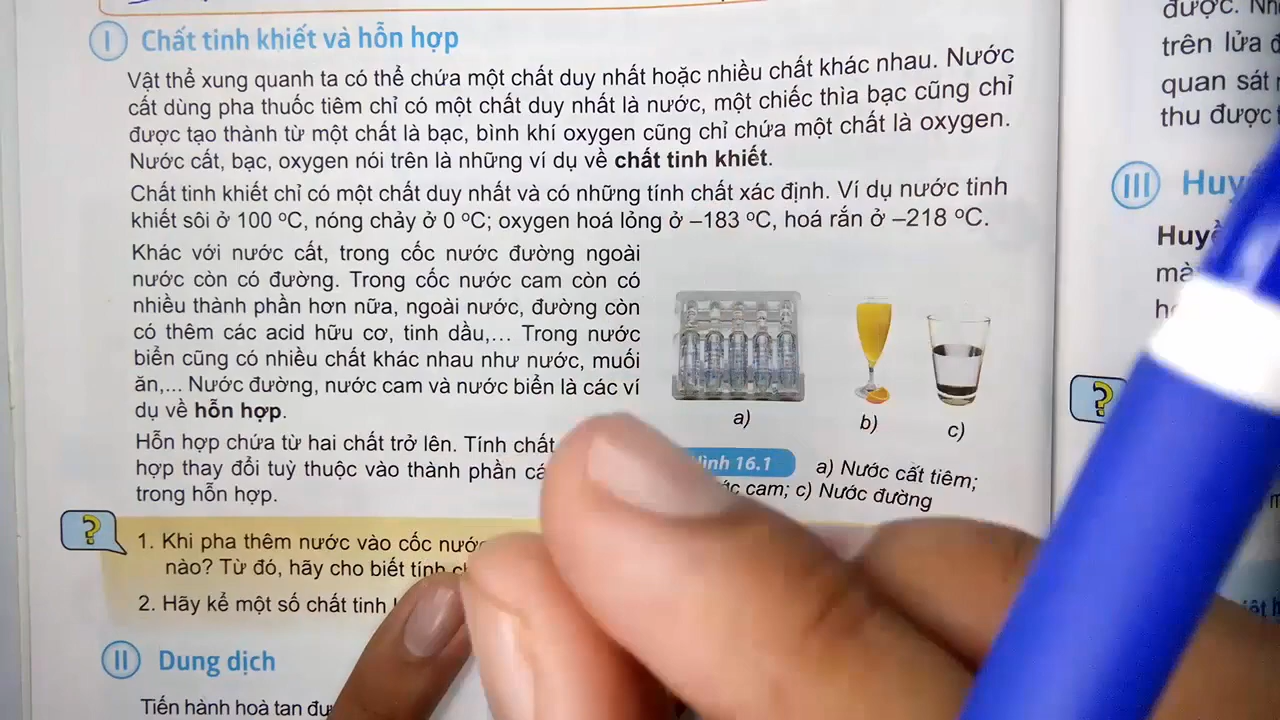 I Chất tinh khiết và hỗn hợp
Vật thể xung quanh ta có thể chứa một chất duy nhất hoặc nhiều chất khác nhau. Nước
cất dùng pha thuốc tiêm chỉ có một chất duy nhất là nước, một chiếc thìa bạc cũng chỉ
được tạo thành từ một chất là bạc, bình khí oxygen cũng chỉ chứa một chất là oxygen.
Nước cất, bạc, oxygen nói trên là những ví dụ về chất tinh khiết.
Chất tinh khiết chỉ có một chất duy nhất và có những tính chất xác định. Ví dụ nước tinh
khiết sôi ở 100 ºC, nóng chảy ở 0 ºC; oxygen hoá lỏng ở –183 ºC, hoá rắn ở –218 ºC.
Khác với nước cất, trong cốc nước đường ngoài
nước còn có đường. Trong cốc nước cam còn có
nhiều thành phần hơn nữa, ngoài nước, đường còn
có thêm các acid hữu cơ, tinh dầu,... Trong nước
biển cũng có nhiều chất khác nhau như nước, muối
ăn,... Nước đường, nước cam và nước biển là các ví
dụ về hỗn hợp.
Hỗn hợp chứa từ hai chất trở lên. Tính chất
hợp thay đổi tuỳ thuộc vào thành phần
trong hỗn hợp.
a)
b)
c)
16.1
a) Nước cất tiêm;
cam; c) Nước đường
?
1. Khi pha thêm nước vào cốc
nào? Từ đó, hãy cho biết tính
2. Hãy kể một số chất tinh
II Dung dịch
Tiến hành hoà tan
được.
trên lửa
quan sát
thu được
III
?